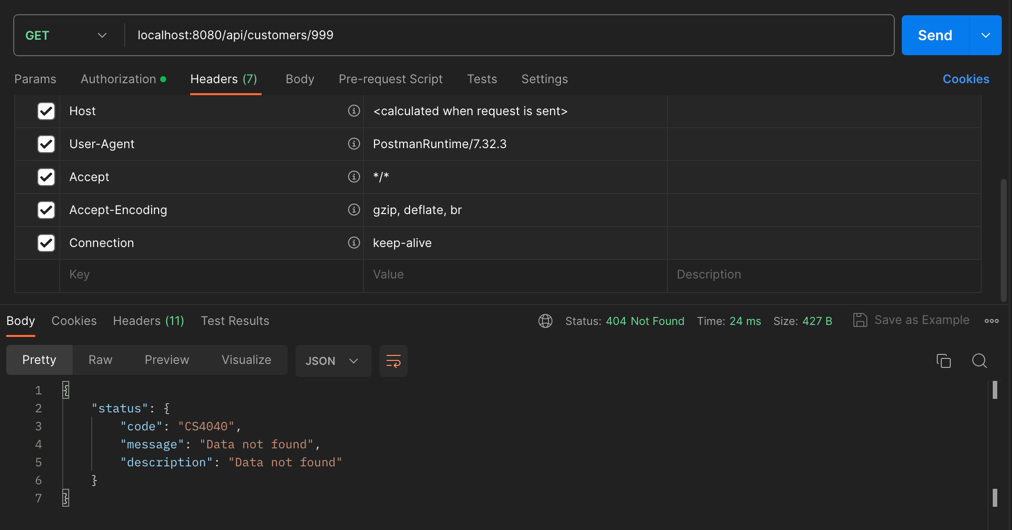 GET localhost:8080/api/customers/999 Send
Params Authorization Headers (7) Body Pre-request Script Tests Settings Cookies
Host <calculated when request is sent>
User-Agent PostmanRuntime/7.32.3
Accept */*
Accept-Encoding gzip, deflate, br
Connection keep-alive
Key Value Description
Body Cookies Headers (11) Test Results Status: 404 Not Found Time: 24 ms Size: 427 B Save as Example
Pretty Raw Preview Visualize JSON
1 {
2 "status": {
3 "code": "CS4040",
4 "message": "Data not found",
5 "description": "Data not found"
6 }
7 }